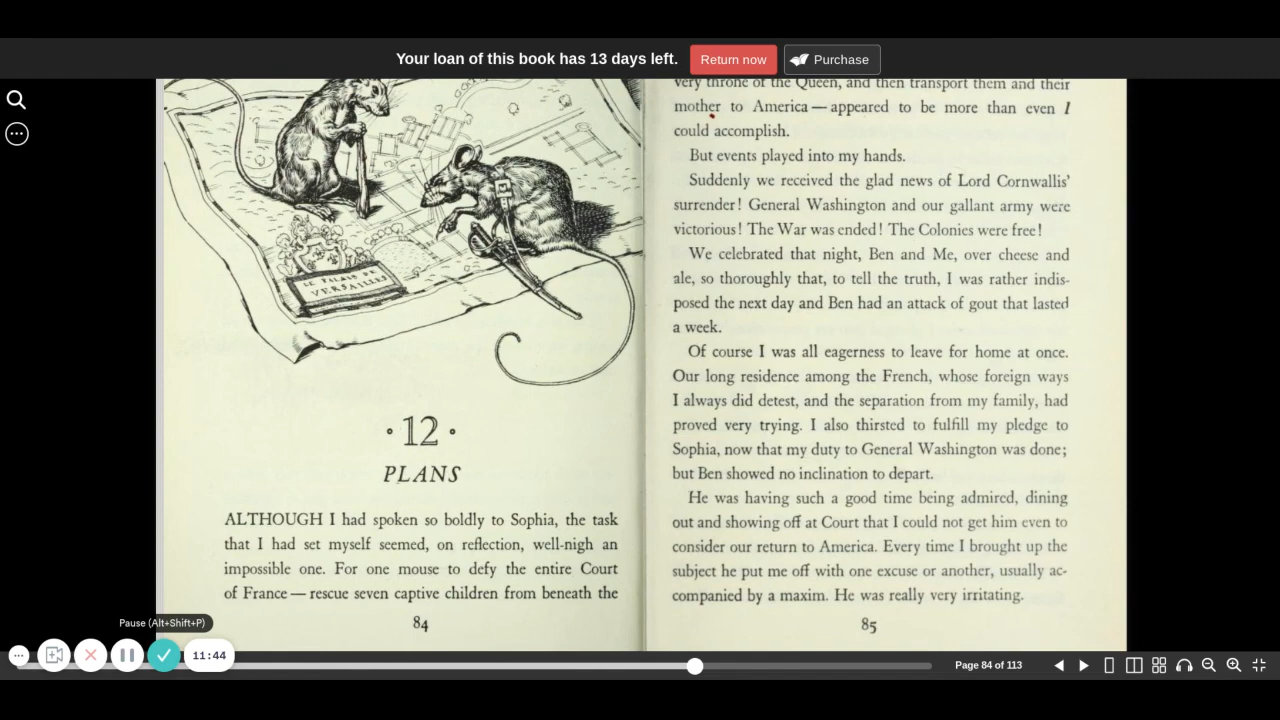 Your loan of this book has 13 days left.
Return now
Purchase
LE PALAIS DE
VERSAILLES
· 12 ·
PLANS
ALTHOUGH I had spoken so boldly to Sophia, the task
that I had set myself seemed, on reflection, well-nigh an
impossible one. For one mouse to defy the entire Court
of France — rescue seven captive children from beneath the
84
very throne of the Queen, and then transport them and their
mother to America — appeared to be more than even I
could accomplish.
But events played into my hands.
Suddenly we received the glad news of Lord Cornwallis'
surrender! General Washington and our gallant army were
victorious! The War was ended! The Colonies were free!
We celebrated that night, Ben and Me, over cheese and
ale, so thoroughly that, to tell the truth, I was rather indis-
posed the next day and Ben had an attack of gout that lasted
a week.
Of course I was all eagerness to leave for home at once.
Our long residence among the French, whose foreign ways
I always did detest, and the separation from my family, had
proved very trying. I also thirsted to fulfill my pledge to
Sophia, now that my duty to General Washington was done;
but Ben showed no inclination to depart.
He was having such a good time being admired, dining
out and showing off at Court that I could not get him even to
consider our return to America. Every time I brought up the
subject he put me off with one excuse or another, usually ac-
companied by a maxim. He was really very irritating.
85
Pause (Alt+Shift+P)
11:44
Page 84 of 113